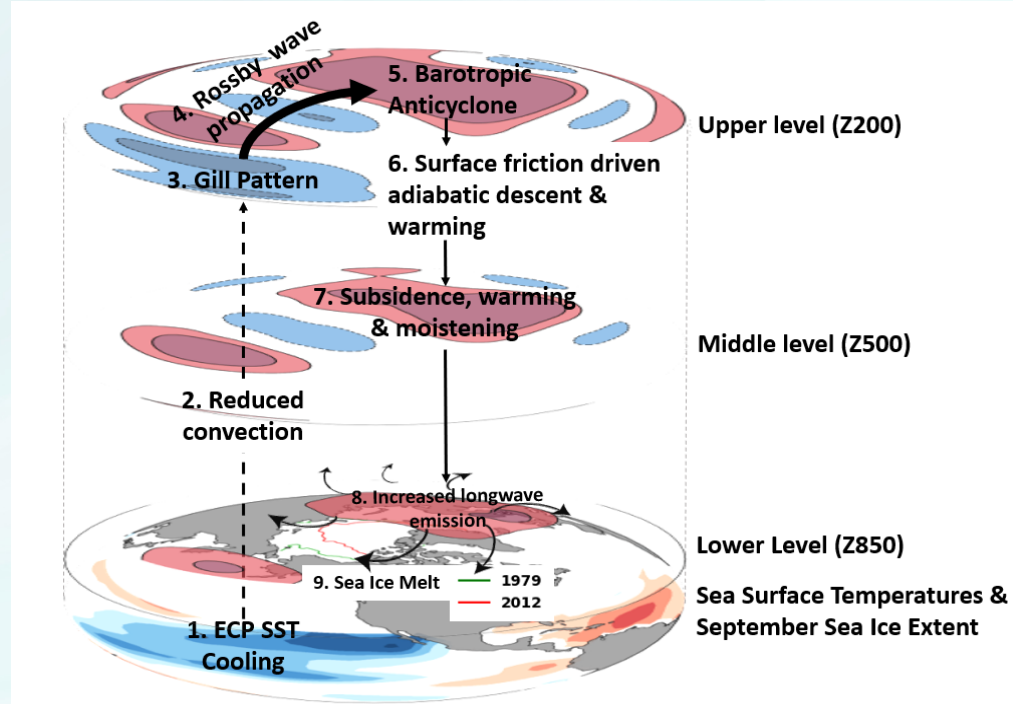 4. Rossby wave
propagation
5. Barotropic
Anticyclone
Upper level (Z200)
3. Gill Pattern
6. Surface friction driven
adiabatic descent &
warming
7. Subsidence, warming
& moistening
Middle level (Z500)
2. Reduced
convection
8. Increased longwave
emission
Lower Level (Z850)
9. Sea Ice Melt
1979
2012
Sea Surface Temperatures &
September Sea Ice Extent
1. ECP SST
Cooling